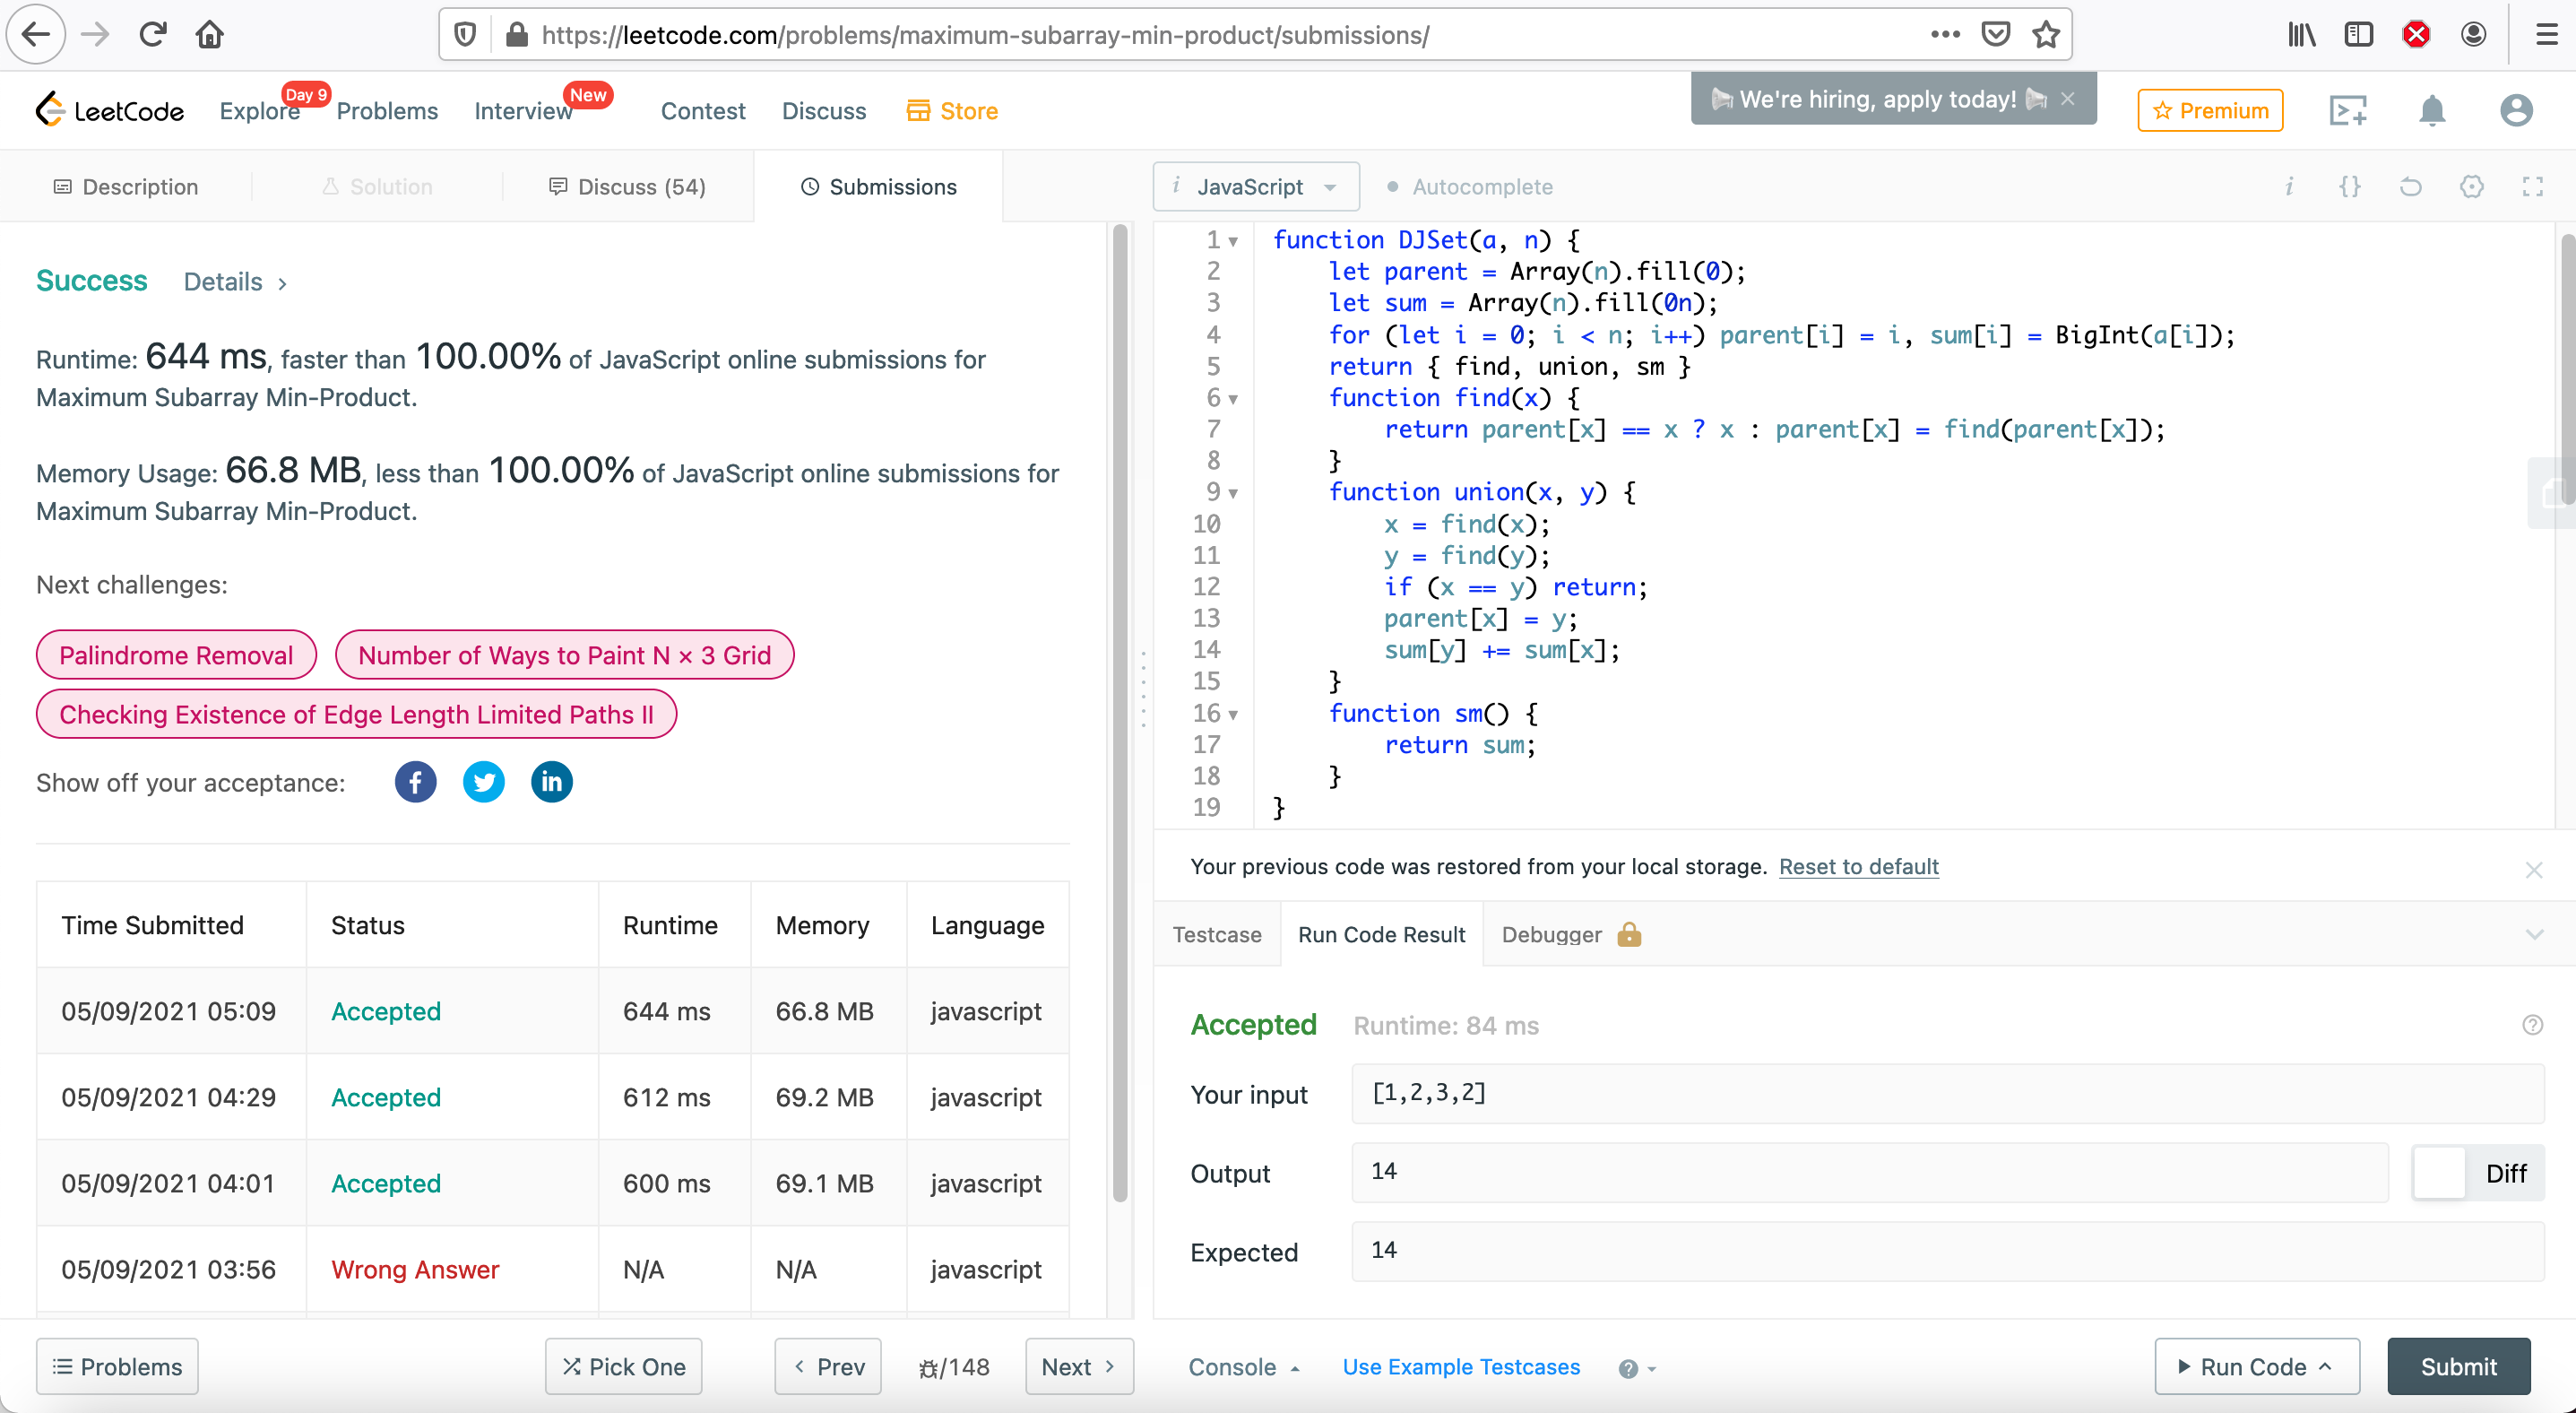 https://leetcode.com/problems/maximum-subarray-min-product/submissions/
LeetCode
Explore
Day 9
Problems
Interview
New
Contest
Discuss
Store
We're hiring, apply today!
Premium
Description
Solution
Discuss (54)
Submissions
i JavaScript
Autocomplete
Success Details
Runtime: 644 ms, faster than 100.00% of JavaScript online submissions for
Maximum Subarray Min-Product.
Memory Usage: 66.8 MB, less than 100.00% of JavaScript online submissions for
Maximum Subarray Min-Product.
Next challenges:
Palindrome Removal
Number of Ways to Paint N × 3 Grid
Checking Existence of Edge Length Limited Paths II
Show off your acceptance:
Time Submitted Status Runtime Memory Language
05/09/2021 05:09 Accepted 644 ms 66.8 MB javascript
05/09/2021 04:29 Accepted 612 ms 69.2 MB javascript
05/09/2021 04:01 Accepted 600 ms 69.1 MB javascript
05/09/2021 03:56 Wrong Answer N/A N/A javascript
1 function DJSet(a, n) {
2 let parent = Array(n).fill(0);
3 let sum = Array(n).fill(0n);
4 for (let i = 0; i < n; i++) parent[i] = i, sum[i] = BigInt(a[i]);
5 return { find, union, sm }
6 function find(x) {
7 return parent[x] == x ? x : parent[x] = find(parent[x]);
8 }
9 function union(x, y) {
10 x = find(x);
11 y = find(y);
12 if (x == y) return;
13 parent[x] = y;
14 sum[y] += sum[x];
15 }
16 function sm() {
17 return sum;
18 }
19 }
Your previous code was restored from your local storage. Reset to default
Testcase
Run Code Result
Debugger
Accepted Runtime: 84 ms
Your input [1,2,3,2]
Output 14
Diff
Expected 14
Problems
Pick One
Prev
/148
Next
Console
Use Example Testcases
Run Code
Submit